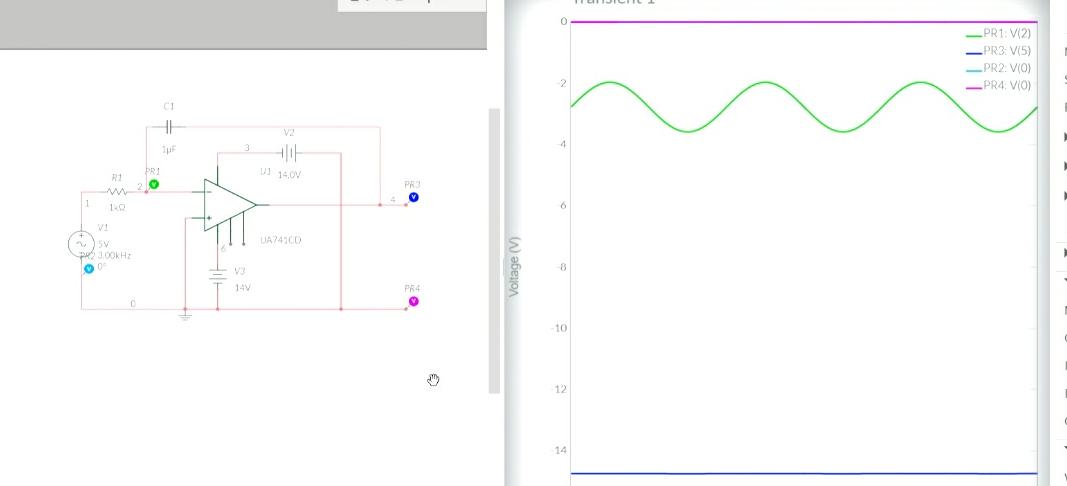 Transient 1
0
PR1: V(2)
PR3: V(5)
PR2: V(0)
PR4: V(0)
-2
-4
-6
-8
-10
-12
-14
Voltage (V)
C1
1µF
V2
3
14.0V
U1
R1
PR1
2
1kΩ
1
V1
5V
PR2 3.00kHz
0°
UA741CD
6
V3
14V
PR3
4
PR4
0